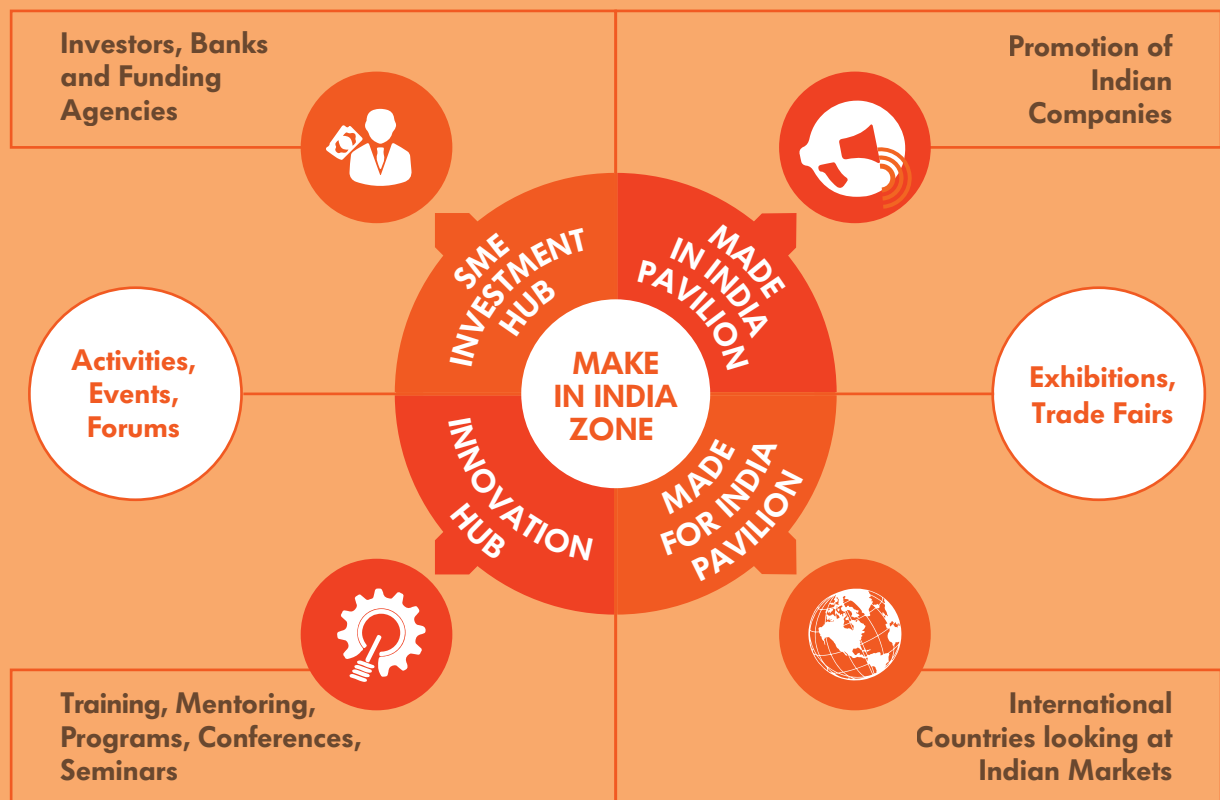 Investors, Banks
and Funding
Agencies
Promotion of
Indian
Companies
SME
INVESTMENT
HUB
MADE
IN INDIA
PAVILION
Activities,
Events,
Forums
MAKE
IN INDIA
ZONE
Exhibitions,
Trade Fairs
INNOVATION
HUB
MADE
FOR INDIA
PAVILION
Training, Mentoring,
Programs, Conferences,
Seminars
International
Countries looking at
Indian Markets